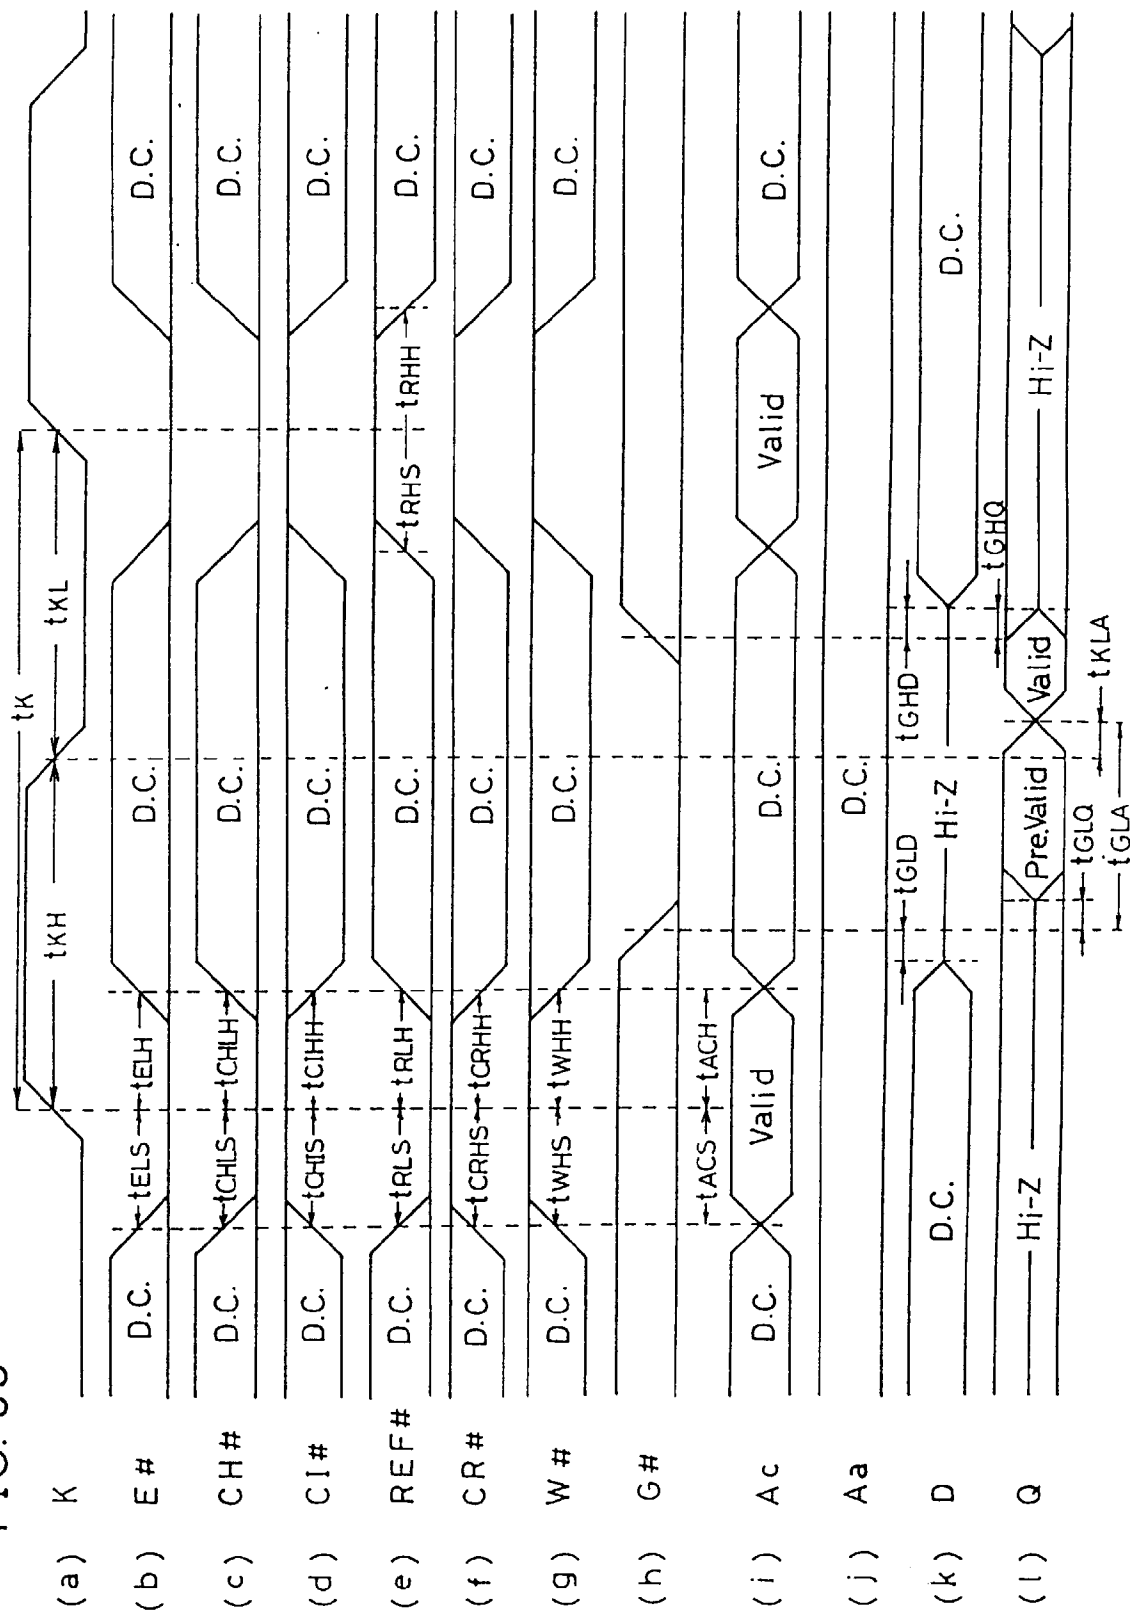 tK
tKH tKL
(a) K
(b) E# D.C. tELS tELH D.C. D.C.
(c) CH# D.C. tCHLS tCHLH D.C. D.C.
(d) CI# D.C. tCHIS tCIHH D.C. D.C.
(e) REF# D.C. tRLS tRLH D.C. tRHS tRHH D.C.
(f) CR# D.C. tCRHS tCRHH D.C. D.C.
(g) W# D.C. tWHS tWHH D.C. D.C.
(h) G#
tACS tACH
(i) Ac D.C. Valid D.C. Valid D.C.
(j) Aa D.C.
tGLD tGHD
(k) D D.C. Hi-Z D.C.
tGHQ
(l) Q Hi-Z Pre.Valid Valid Hi-Z
tGLQ tKLA
tGLA